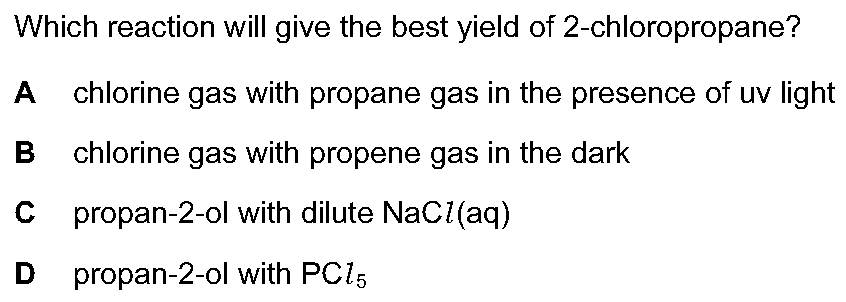 Which reaction will give the best yield of 2-chloropropane?
A chlorine gas with propane gas in the presence of uv light
B chlorine gas with propene gas in the dark
C propan-2-ol with dilute NaCl(aq)
D propan-2-ol with PCl₅